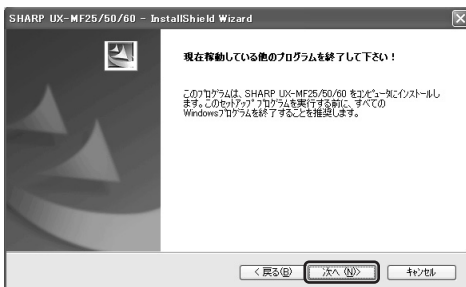 SHARP UX-MF25/50/60 - InstallShield Wizard
現在稼動している他のプログラムを終了して下さい！
このプログラムは、SHARP UX-MF25/50/60 をコンピュータにインストールし
ます。このセットアップ プログラムを実行する前に、すべての
Windowsプログラムを終了することを推奨します。
< 戻る(B)
次へ (N)>
キャンセル